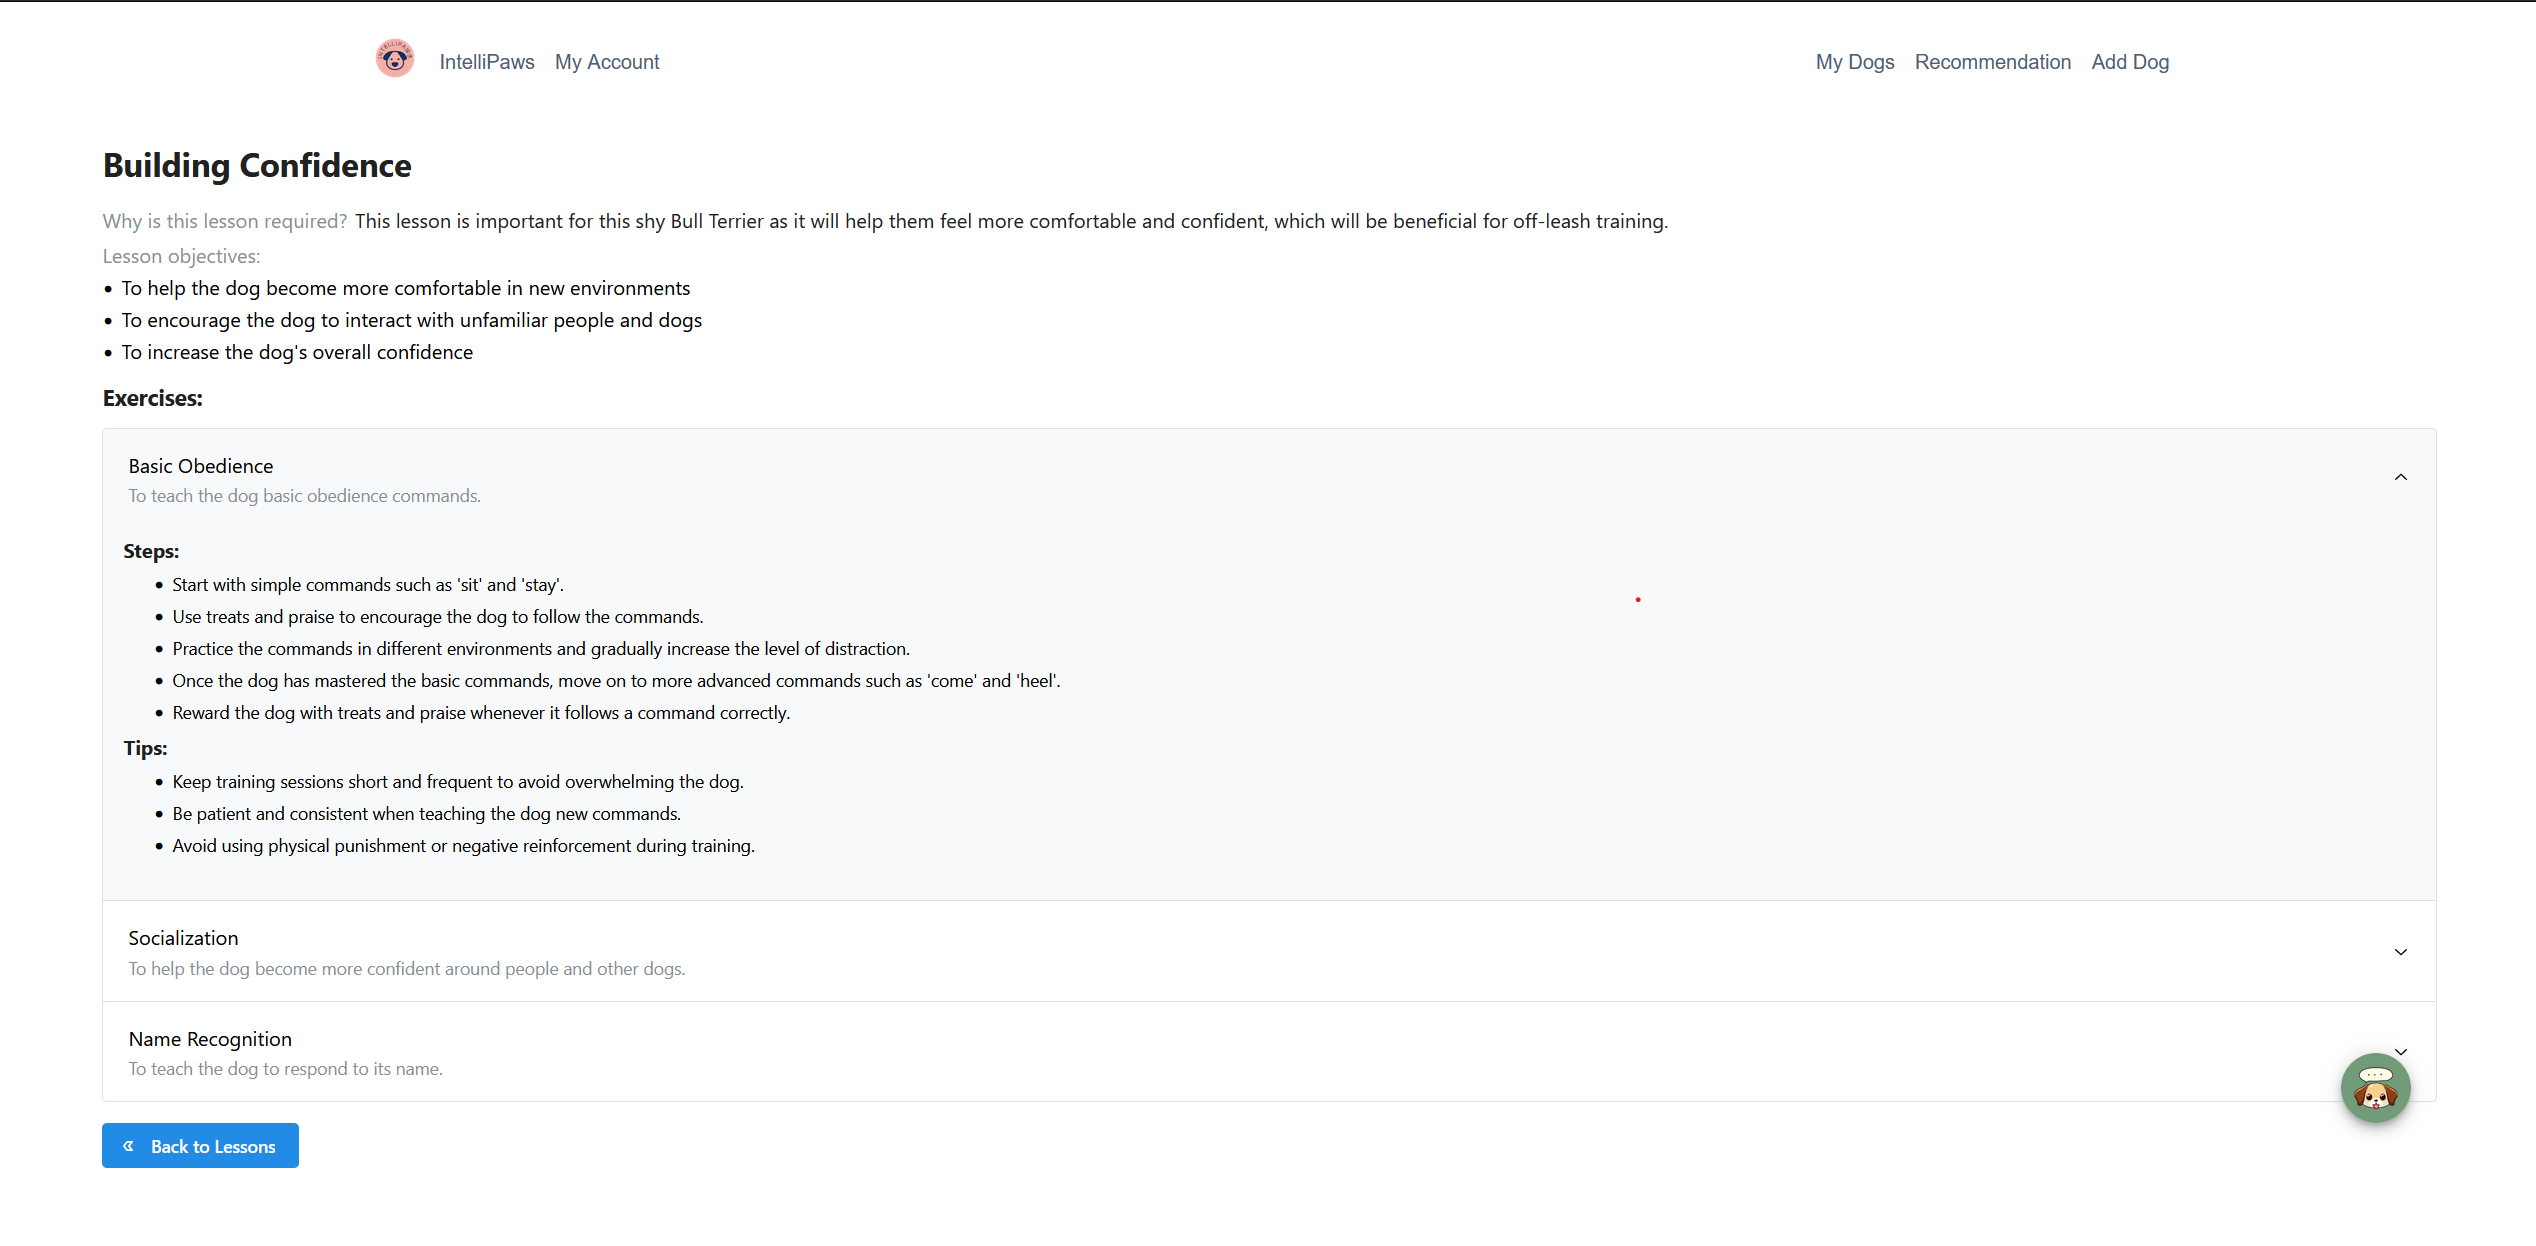 INTELLIPAWS
IntelliPaws My Account My Dogs Recommendation Add Dog
Building Confidence
Why is this lesson required? This lesson is important for this shy Bull Terrier as it will help them feel more comfortable and confident, which will be beneficial for off-leash training.
Lesson objectives:
• To help the dog become more comfortable in new environments
• To encourage the dog to interact with unfamiliar people and dogs
• To increase the dog's overall confidence
Exercises:
Basic Obedience
To teach the dog basic obedience commands.
Steps:
• Start with simple commands such as 'sit' and 'stay'.
• Use treats and praise to encourage the dog to follow the commands.
• Practice the commands in different environments and gradually increase the level of distraction.
• Once the dog has mastered the basic commands, move on to more advanced commands such as 'come' and 'heel'.
• Reward the dog with treats and praise whenever it follows a command correctly.
Tips:
• Keep training sessions short and frequent to avoid overwhelming the dog.
• Be patient and consistent when teaching the dog new commands.
• Avoid using physical punishment or negative reinforcement during training.
Socialization
To help the dog become more confident around people and other dogs.
Name Recognition
To teach the dog to respond to its name.
Back to Lessons